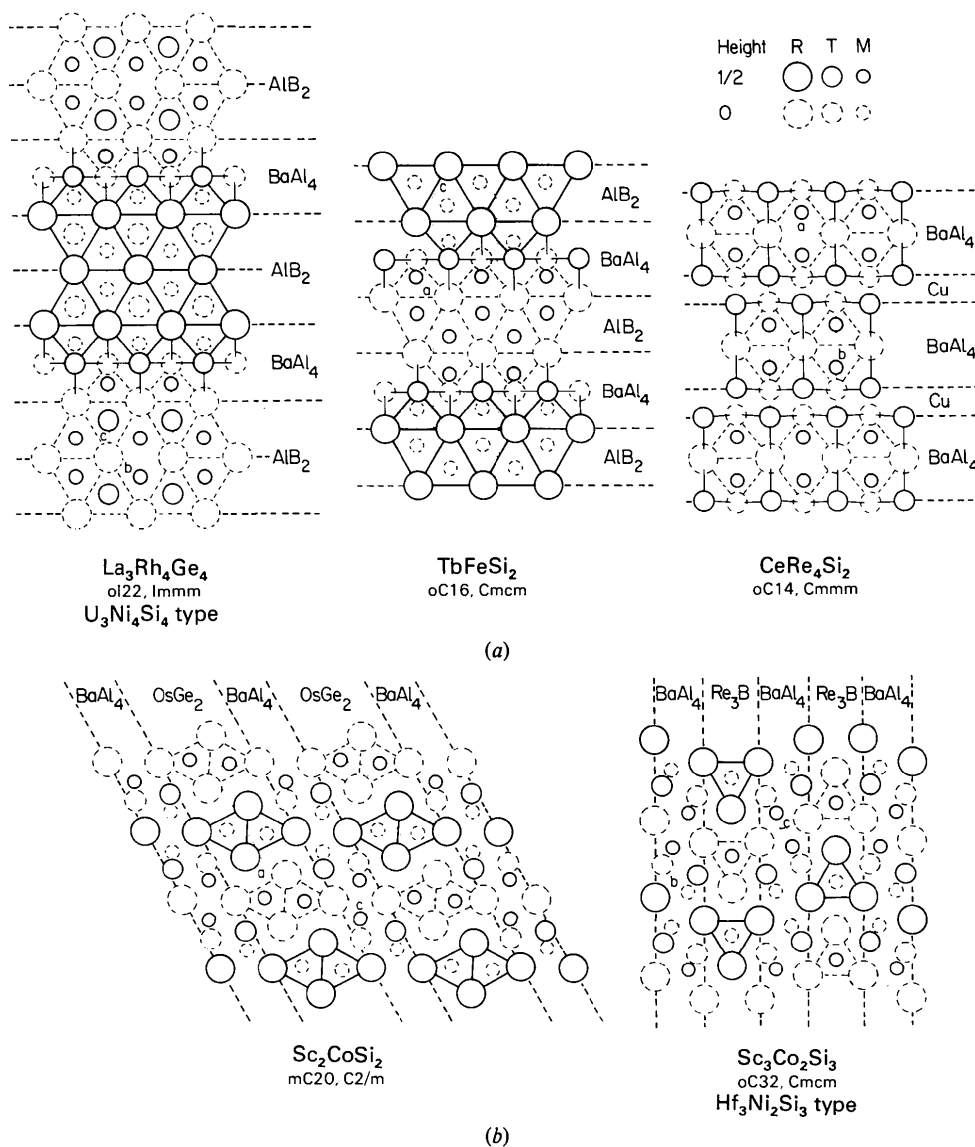 Height R T M
1/2
0
AlB₂
BaAl₄
AlB₂
BaAl₄
AlB₂
c
b
La₃Rh₄Ge₄
oI22, Immm
U₃Ni₄Si₄ type
AlB₂
BaAl₄
AlB₂
BaAl₄
AlB₂
c
a
TbFeSi₂
oC16, Cmcm
BaAl₄
Cu
BaAl₄
Cu
BaAl₄
a
b
CeRe₄Si₂
oC14, Cmmm
(a)
BaAl₄ OsGe₂ BaAl₄ OsGe₂ BaAl₄
a
c
Sc₂CoSi₂
mC20, C2/m
BaAl₄ Re₃B BaAl₄ Re₃B BaAl₄
c
b
Sc₃Co₂Si₃
oC32, Cmcm
Hf₃Ni₂Si₃ type
(b)